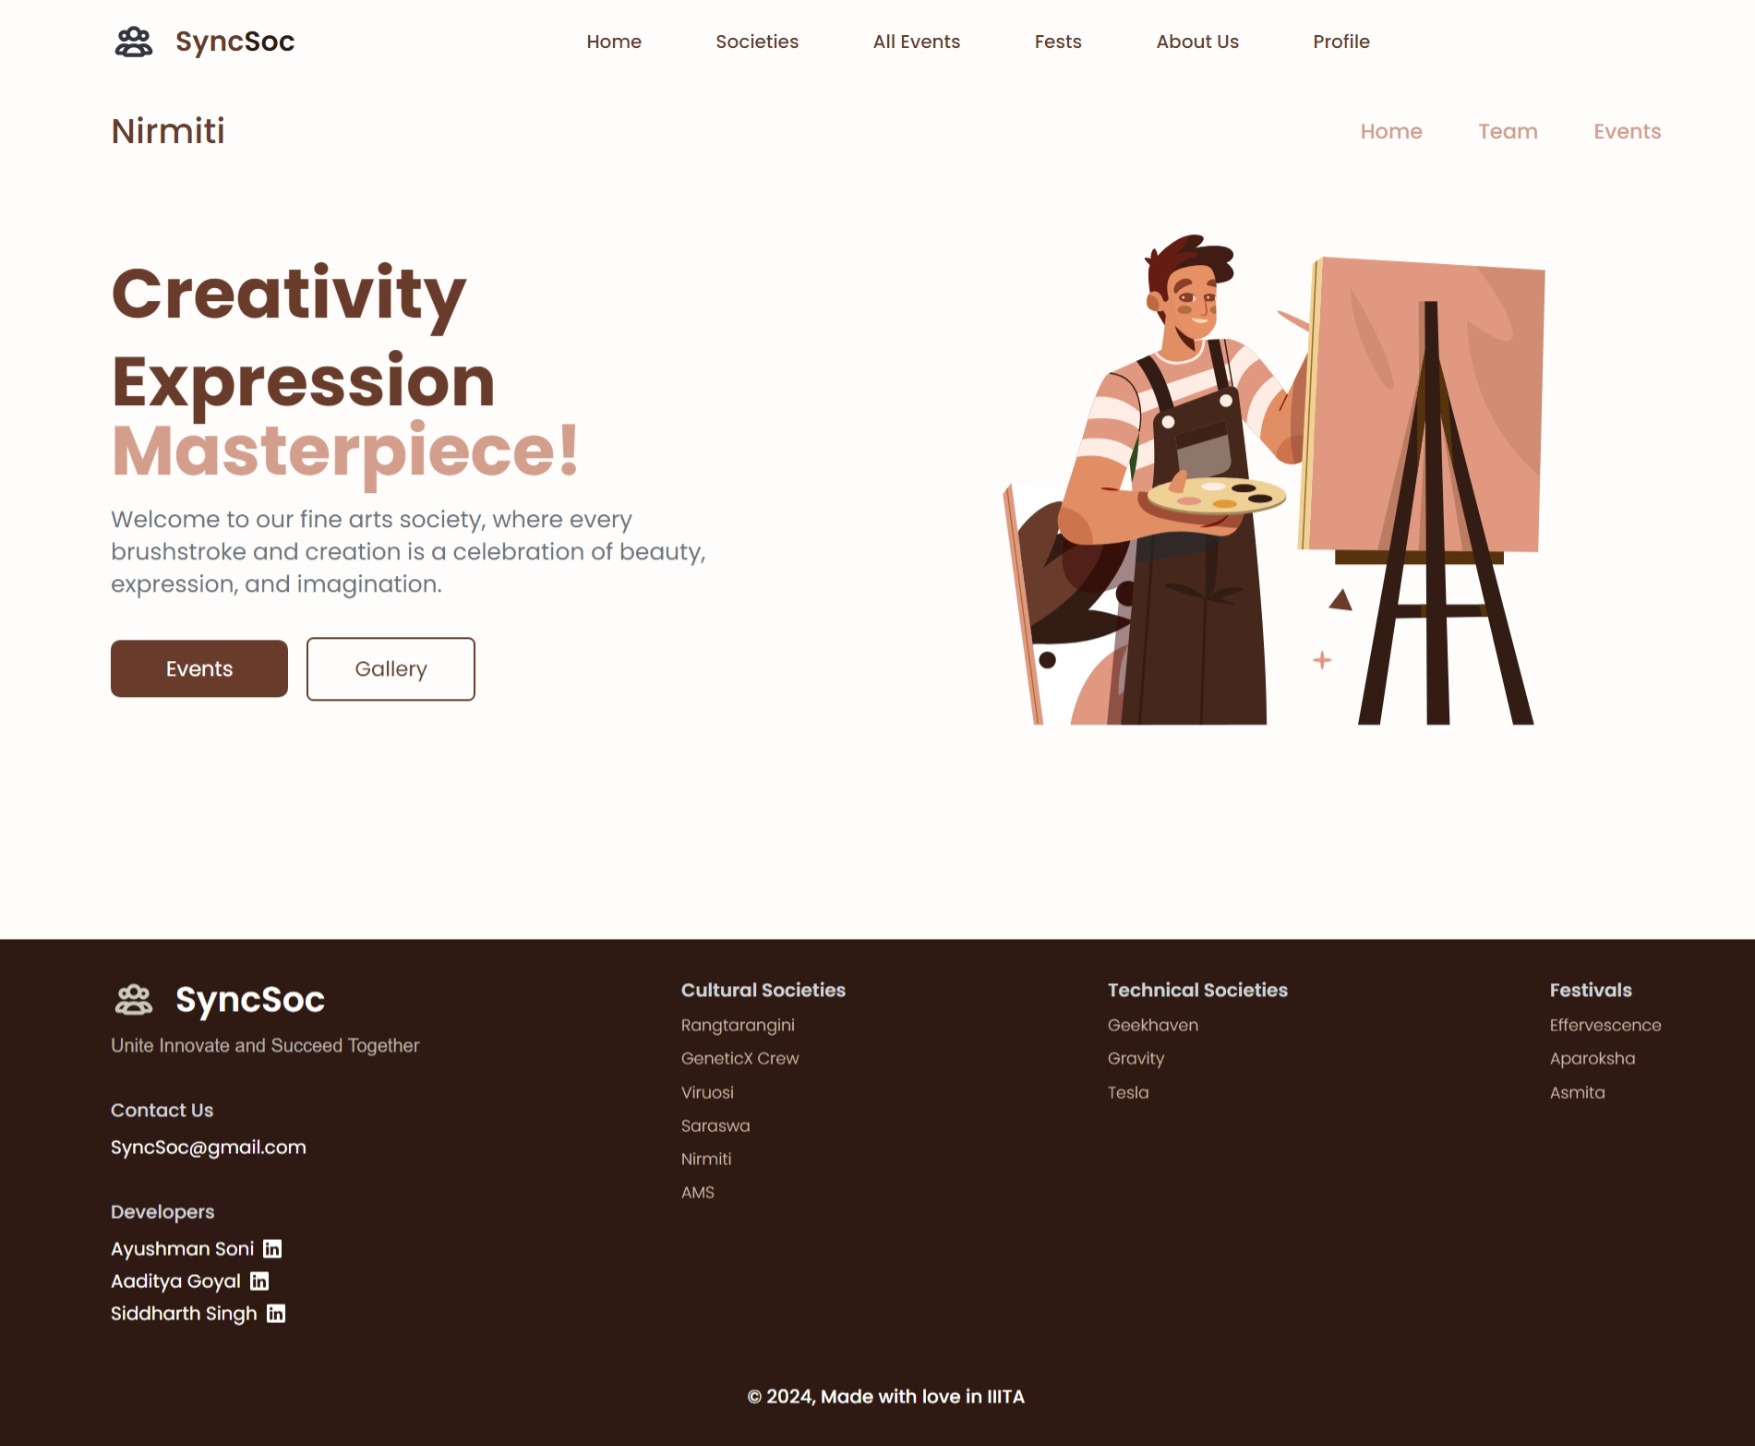 SyncSoc
Home Societies All Events Fests About Us Profile
Nirmiti
Home Team Events
Creativity
Expression
Masterpiece!
Welcome to our fine arts society, where every
brushstroke and creation is a celebration of beauty,
expression, and imagination.
Events Gallery
SyncSoc
Unite Innovate and Succeed Together
Contact Us
SyncSoc@gmail.com
Developers
Ayushman Soni
Aaditya Goyal
Siddharth Singh
Cultural Societies
Rangtarangini
GeneticX Crew
Viruosi
Saraswa
Nirmiti
AMS
Technical Societies
Geekhaven
Gravity
Tesla
Festivals
Effervescence
Aparoksha
Asmita
© 2024, Made with love in IIITA